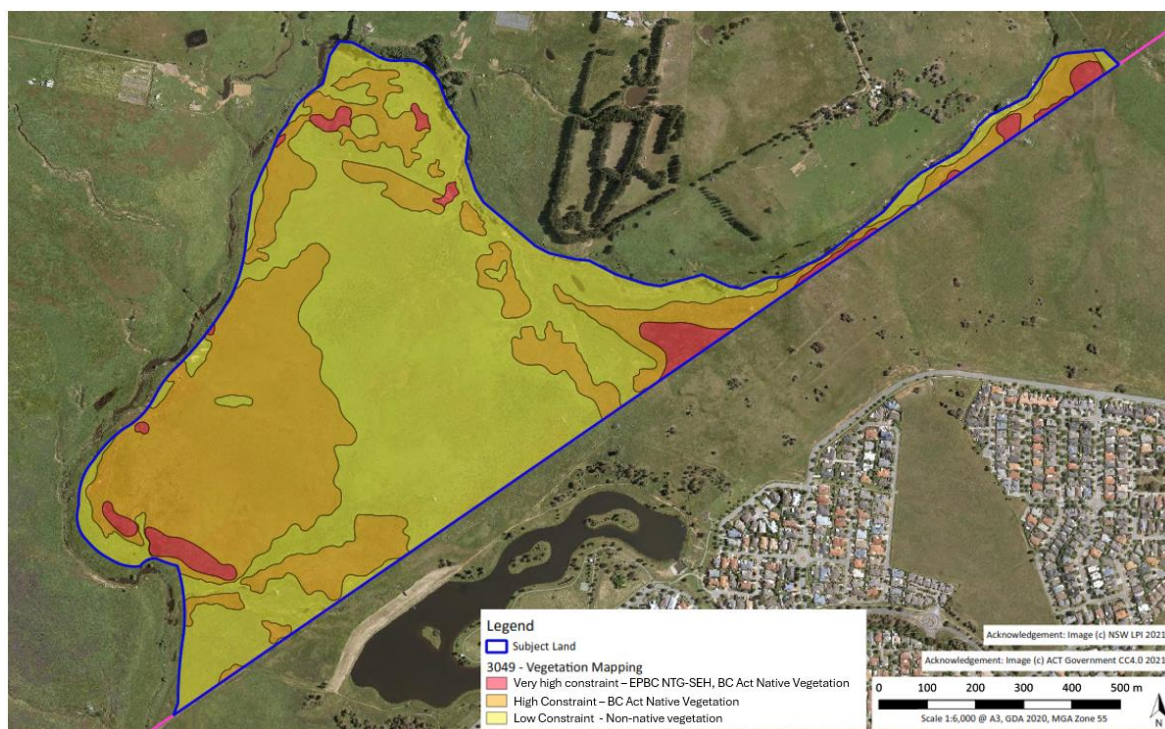 Legend
Subject Land
3049 - Vegetation Mapping
Very high constraint – EPBC NTG-SEH, BC Act Native Vegetation
High Constraint – BC Act Native Vegetation
Low Constraint - Non-native vegetation
Acknowledgement: Image (c) NSW LPI 2021
Acknowledgement: Image (c) ACT Government CC4.0 2021
0 100 200 300 400 500 m
Scale 1:6,000 @ A3, GDA 2020, MGA Zone 55
N